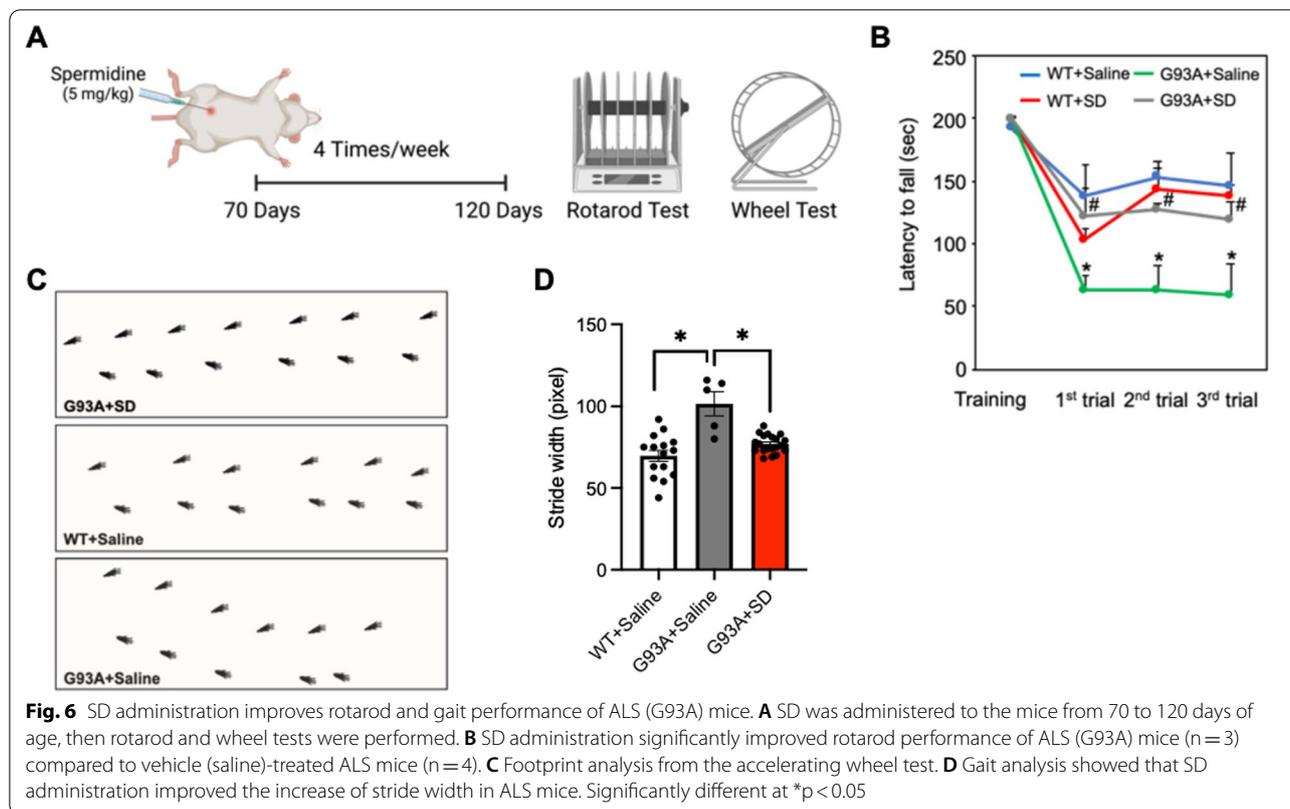 A
Spermidine
(5 mg/kg)
4 Times/week
70 Days
120 Days
Rotarod Test
Wheel Test
B
Latency to fall (sec)
250
200
150
100
50
0
WT+Saline
G93A+Saline
WT+SD
G93A+SD
#
#
#
*
*
*
Training
1st trial
2nd trial
3rd trial
C
G93A+SD
WT+Saline
G93A+Saline
D
Stride width (pixel)
150
100
50
0
*
*
WT+Saline
G93A+Saline
G93A+SD
Fig. 6 SD administration improves rotarod and gait performance of ALS (G93A) mice. A SD was administered to the mice from 70 to 120 days of
age, then rotarod and wheel tests were performed. B SD administration significantly improved rotarod performance of ALS (G93A) mice (n = 3)
compared to vehicle (saline)-treated ALS mice (n = 4). C Footprint analysis from the accelerating wheel test. D Gait analysis showed that SD
administration improved the increase of stride width in ALS mice. Significantly different at *p < 0.05